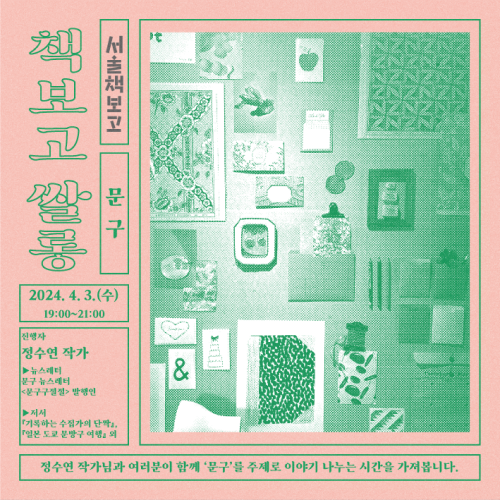 책보고 쌀롱
서울책보고
문구
2024. 4. 3.(수)
19:00~21:00
진행자
정수연 작가
▶뉴스레터
문구 뉴스레터
<문구구절절> 발행인
▶저서
『기록하는 수집가의 단짝』,
『일본 도쿄 문방구 여행』 외
&
정수연 작가님과 여러분이 함께 '문구'를 주제로 이야기 나누는 시간을 가져봅니다.